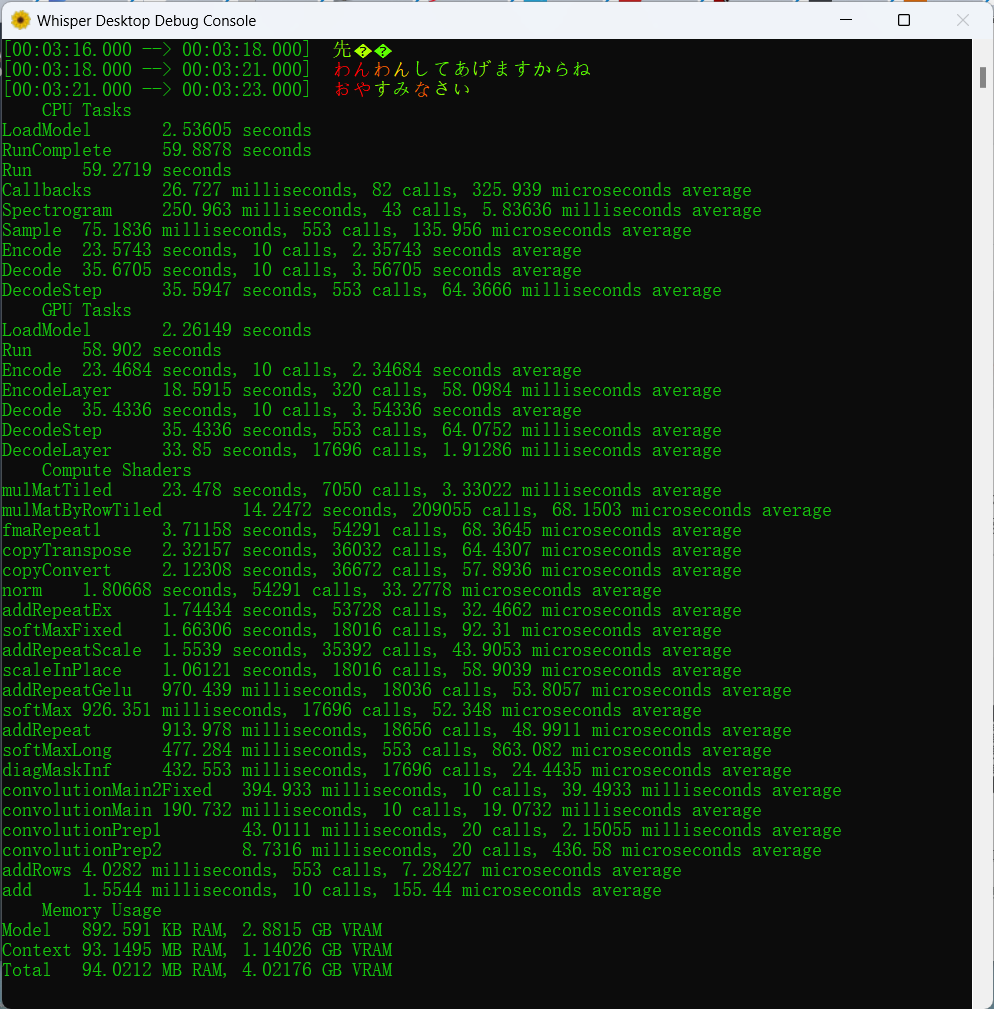 Whisper Desktop Debug Console
[00:03:16.000 --> 00:03:18.000] 先��
[00:03:18.000 --> 00:03:21.000] わんわんしてあげますからね
[00:03:21.000 --> 00:03:23.000] おやすみなさい
CPU Tasks
LoadModel 2.53605 seconds
RunComplete 59.8878 seconds
Run 59.2719 seconds
Callbacks 26.727 milliseconds, 82 calls, 325.939 microseconds average
Spectrogram 250.963 milliseconds, 43 calls, 5.83636 milliseconds average
Sample 75.1836 milliseconds, 553 calls, 135.956 microseconds average
Encode 23.5743 seconds, 10 calls, 2.35743 seconds average
Decode 35.6705 seconds, 10 calls, 3.56705 seconds average
DecodeStep 35.5947 seconds, 553 calls, 64.3666 milliseconds average
GPU Tasks
LoadModel 2.26149 seconds
Run 58.902 seconds
Encode 23.4684 seconds, 10 calls, 2.34684 seconds average
EncodeLayer 18.5915 seconds, 320 calls, 58.0984 milliseconds average
Decode 35.4336 seconds, 10 calls, 3.54336 seconds average
DecodeStep 35.4336 seconds, 553 calls, 64.0752 milliseconds average
DecodeLayer 33.85 seconds, 17696 calls, 1.91286 milliseconds average
Compute Shaders
mulMatTiled 23.478 seconds, 7050 calls, 3.33022 milliseconds average
mulMatByRowTiled 14.2472 seconds, 209055 calls, 68.1503 microseconds average
fmaRepeat1 3.71158 seconds, 54291 calls, 68.3645 microseconds average
copyTranspose 2.32157 seconds, 36032 calls, 64.4307 microseconds average
copyConvert 2.12308 seconds, 36672 calls, 57.8936 microseconds average
norm 1.80668 seconds, 54291 calls, 33.2778 microseconds average
addRepeatEx 1.74434 seconds, 53728 calls, 32.4662 microseconds average
softMaxFixed 1.66306 seconds, 18016 calls, 92.31 microseconds average
addRepeatScale 1.5539 seconds, 35392 calls, 43.9053 microseconds average
scaleInPlace 1.06121 seconds, 18016 calls, 58.9039 microseconds average
addRepeatGelu 970.439 milliseconds, 18036 calls, 53.8057 microseconds average
softMax 926.351 milliseconds, 17696 calls, 52.348 microseconds average
addRepeat 913.978 milliseconds, 18656 calls, 48.9911 microseconds average
softMaxLong 477.284 milliseconds, 553 calls, 863.082 microseconds average
diagMaskInf 432.553 milliseconds, 17696 calls, 24.4435 microseconds average
convolutionMain2Fixed 394.933 milliseconds, 10 calls, 39.4933 milliseconds average
convolutionMain 190.732 milliseconds, 10 calls, 19.0732 milliseconds average
convolutionPrep1 43.0111 milliseconds, 20 calls, 2.15055 milliseconds average
convolutionPrep2 8.7316 milliseconds, 20 calls, 436.58 microseconds average
addRows 4.0282 milliseconds, 553 calls, 7.28427 microseconds average
add 1.5544 milliseconds, 10 calls, 155.44 microseconds average
Memory Usage
Model 892.591 KB RAM, 2.8815 GB VRAM
Context 93.1495 MB RAM, 1.14026 GB VRAM
Total 94.0212 MB RAM, 4.02176 GB VRAM